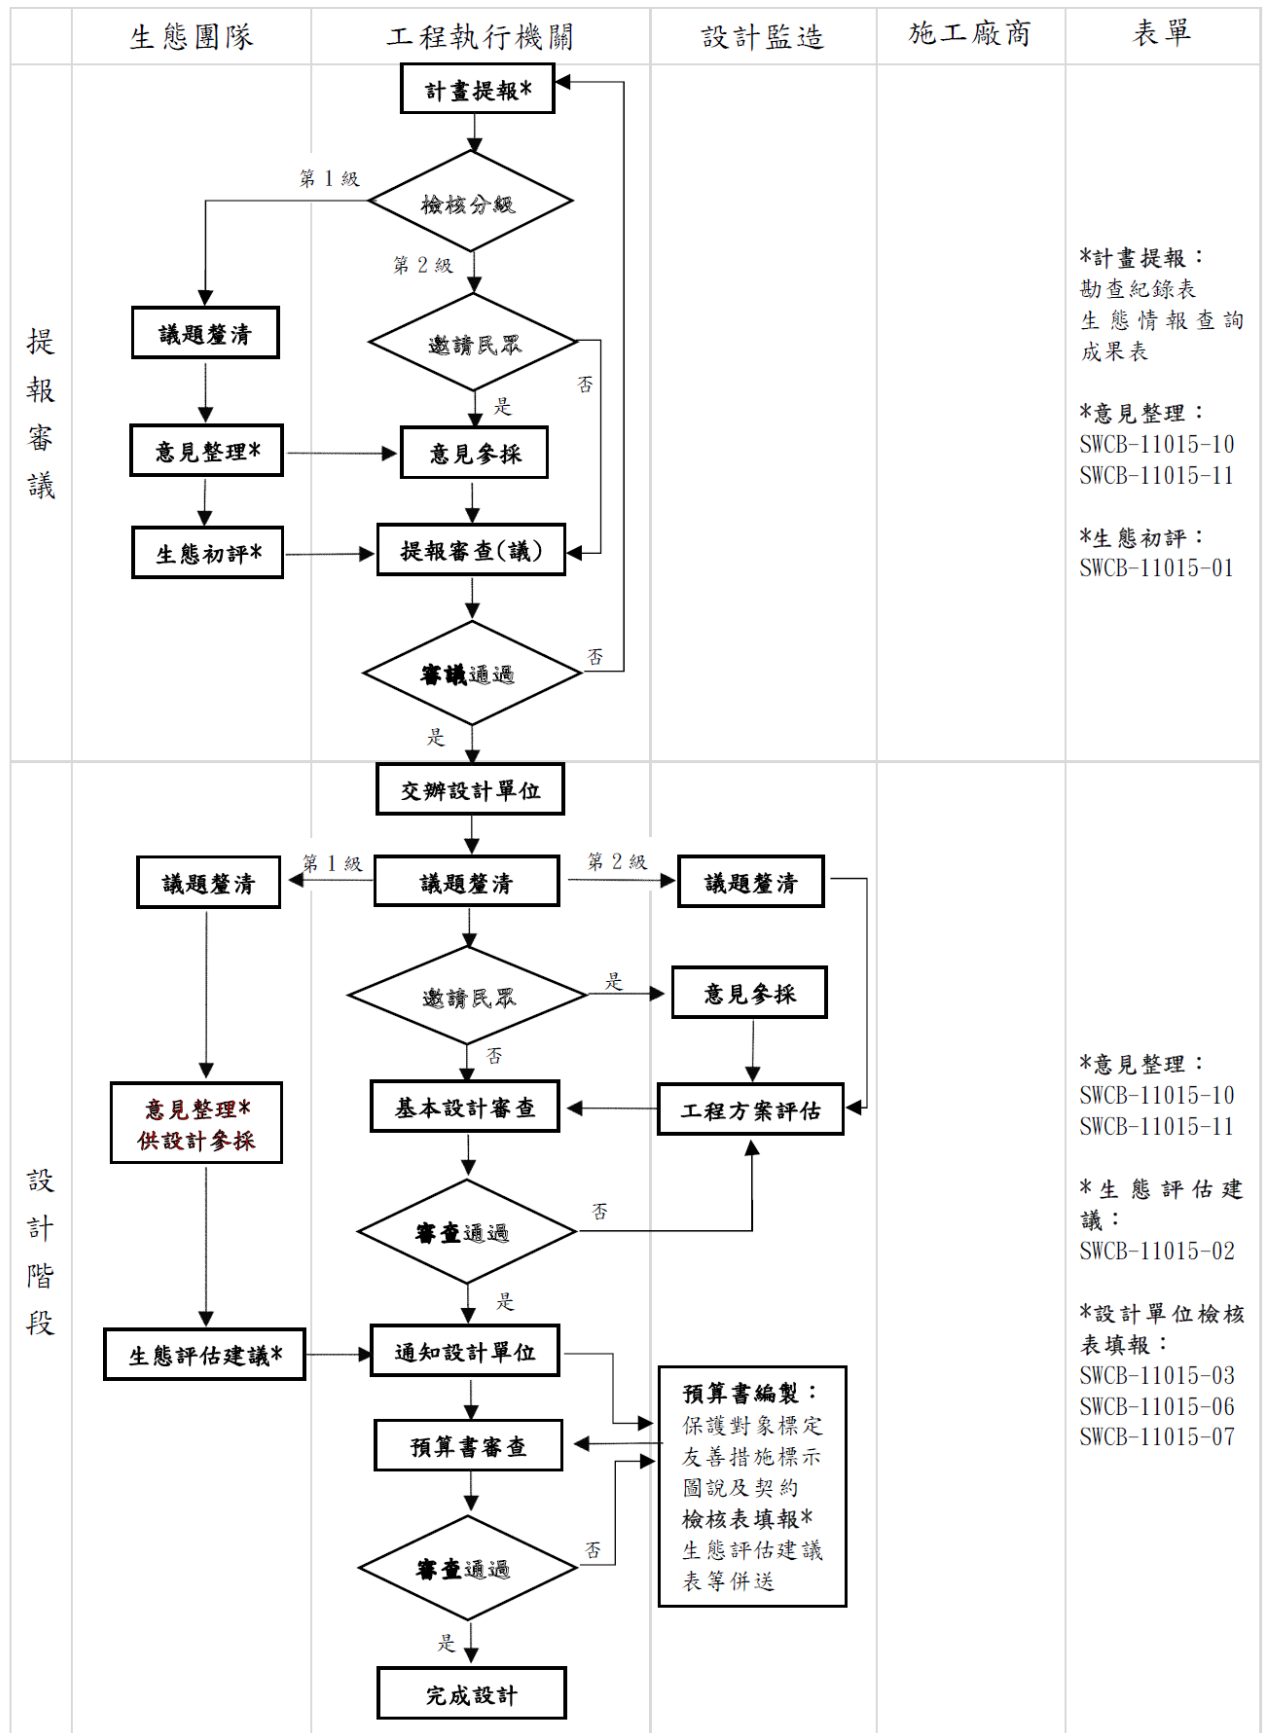 生態團隊
工程執行機關
設計監造
施工廠商
表單
提報審議
計畫提報*
第1級
檢核分級
第2級
議題釐清
邀請民眾
否
是
意見整理*
意見參採
生態初評*
提報審查(議)
審議通過
否
是
*計畫提報：
勘查紀錄表
生態情報查詢
成果表
*意見整理：
SWCB-11015-10
SWCB-11015-11
*生態初評：
SWCB-11015-01
設計階段
交辦設計單位
議題釐清
第1級
議題釐清
第2級
議題釐清
邀請民眾
是
意見參採
否
意見整理*
供設計參採
基本設計審查
工程方案評估
審查通過
否
是
生態評估建議*
通知設計單位
預算書審查
預算書編製：
保護對象標定
友善措施標示
圖說及契約
檢核表填報*
生態評估建議
表等併送
審查通過
否
是
完成設計
*意見整理：
SWCB-11015-10
SWCB-11015-11
*生態評估建
議：
SWCB-11015-02
*設計單位檢核
表填報：
SWCB-11015-03
SWCB-11015-06
SWCB-11015-07